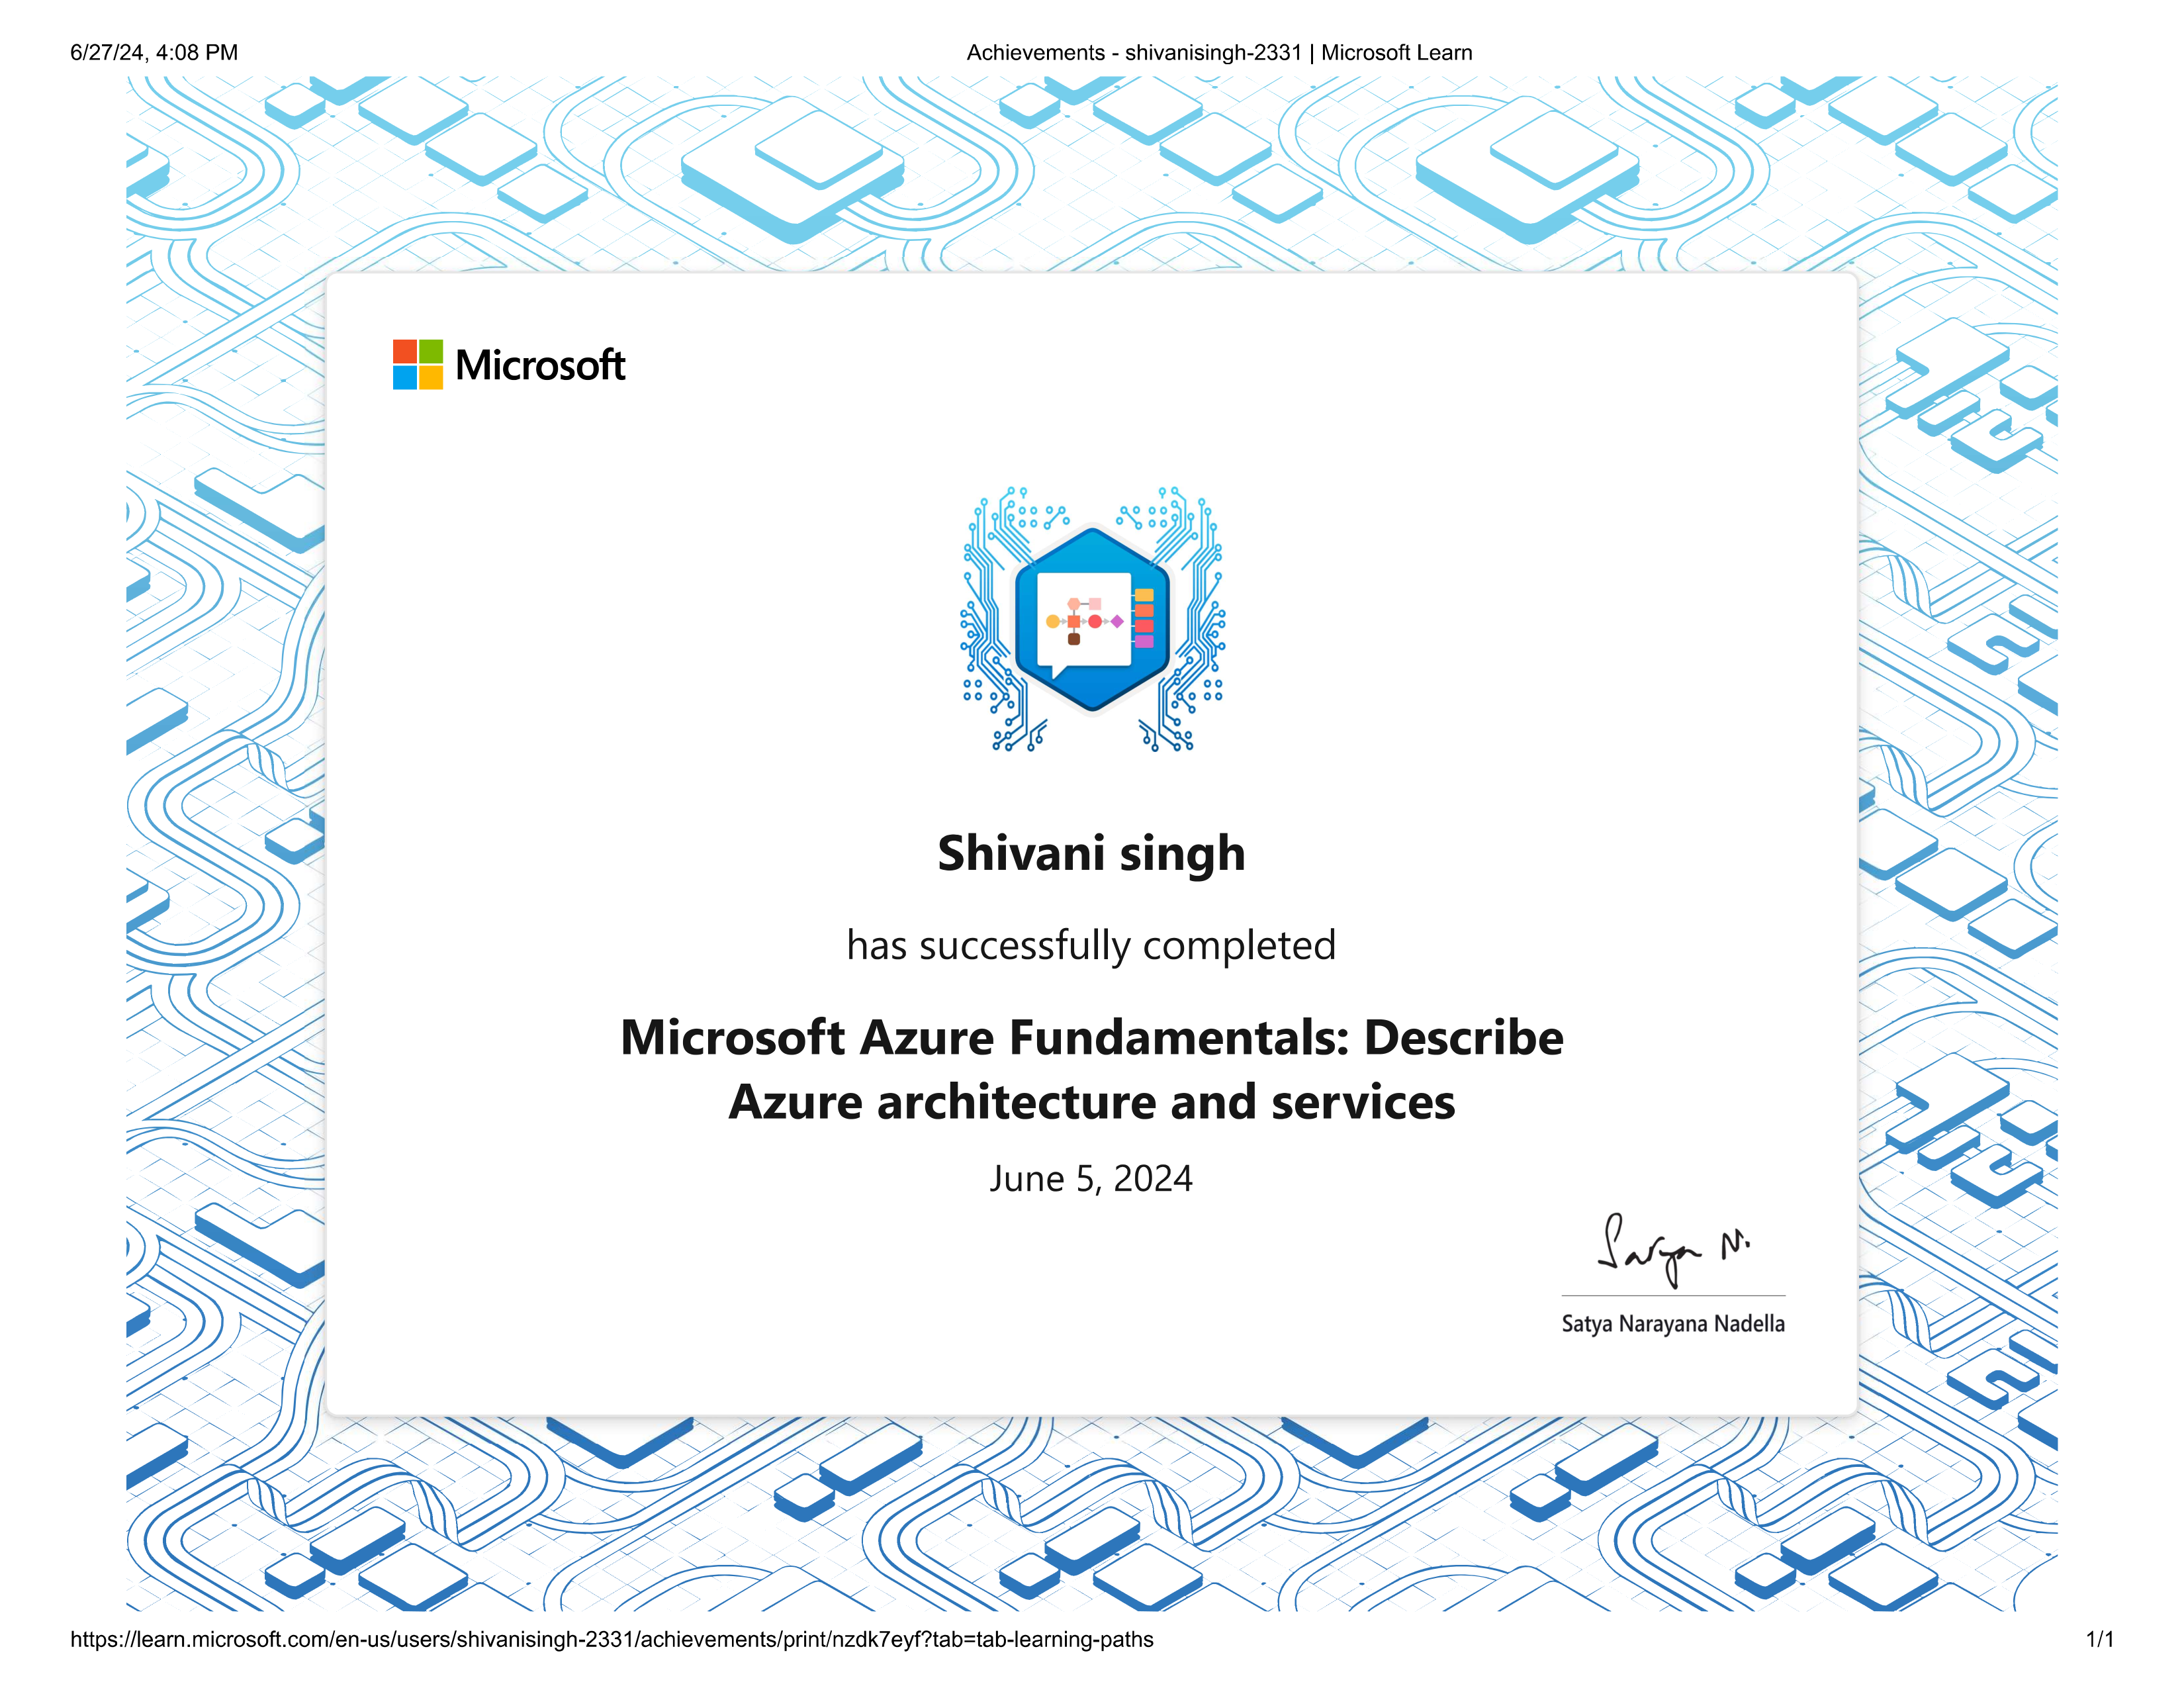 6/27/24, 4:08 PM
Achievements - shivanisingh-2331 | Microsoft Learn
Microsoft
Shivani singh
has successfully completed
Microsoft Azure Fundamentals: Describe
Azure architecture and services
June 5, 2024
Satya N.
Satya Narayana Nadella
https://learn.microsoft.com/en-us/users/shivanisingh-2331/achievements/print/nzdk7eyf?tab=tab-learning-paths
1/1